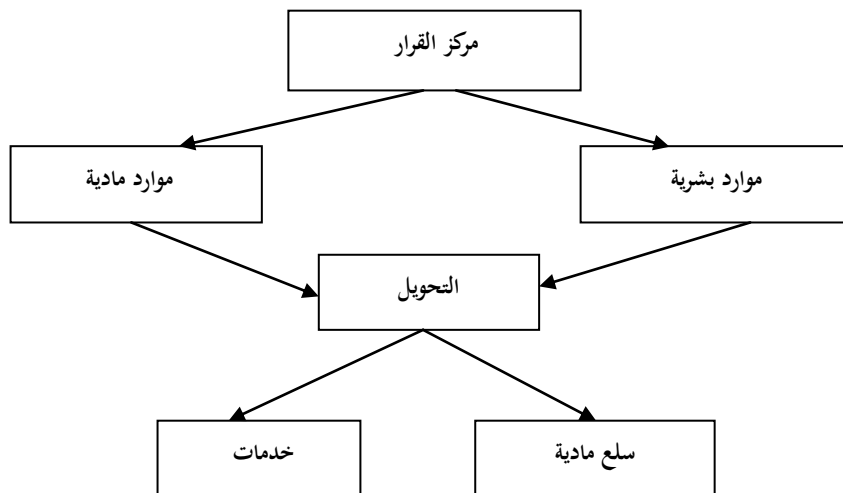 مركز القرار
موارد بشرية
موارد مادية
التحويل
سلع مادية
خدمات